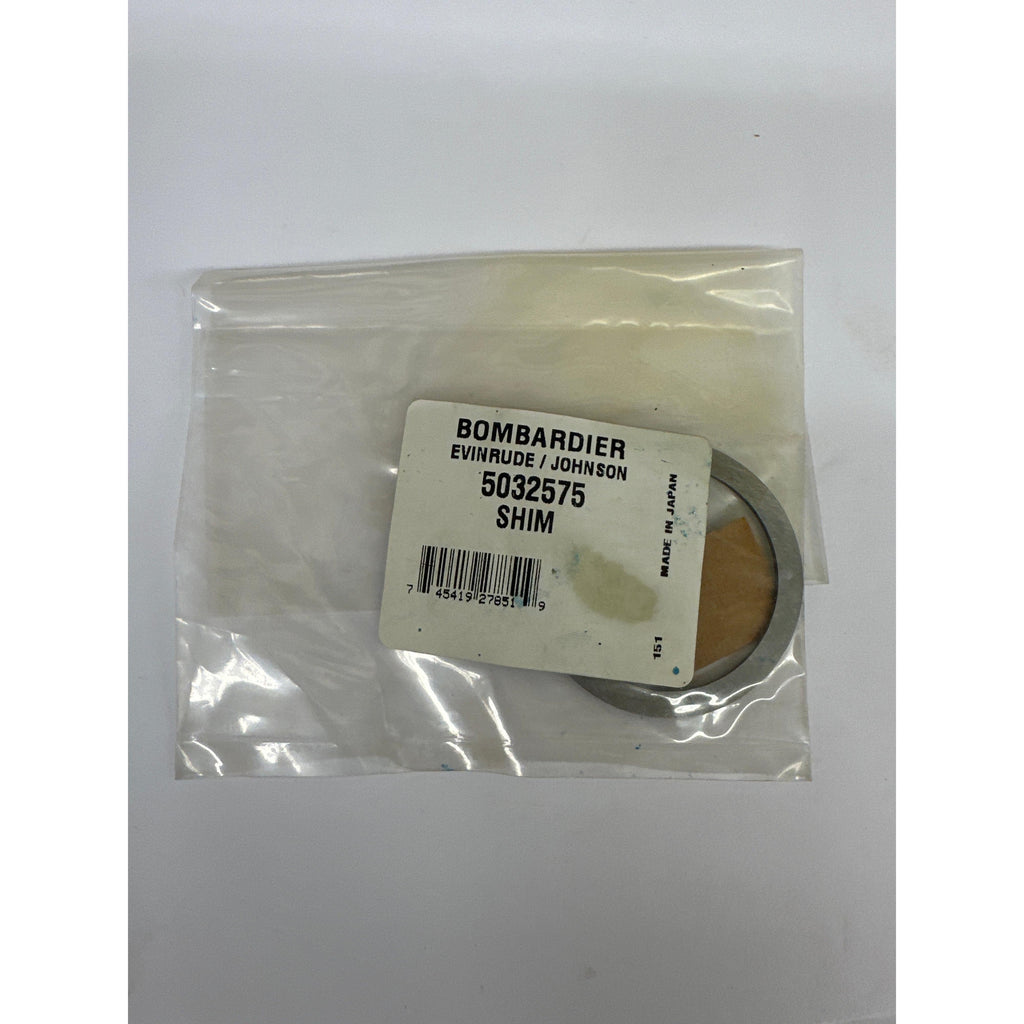 BOMBARDIER
EVINRUDE / JOHNSON
5032575
SHIM
7 45419 27851 9
MADE IN JAPAN
151